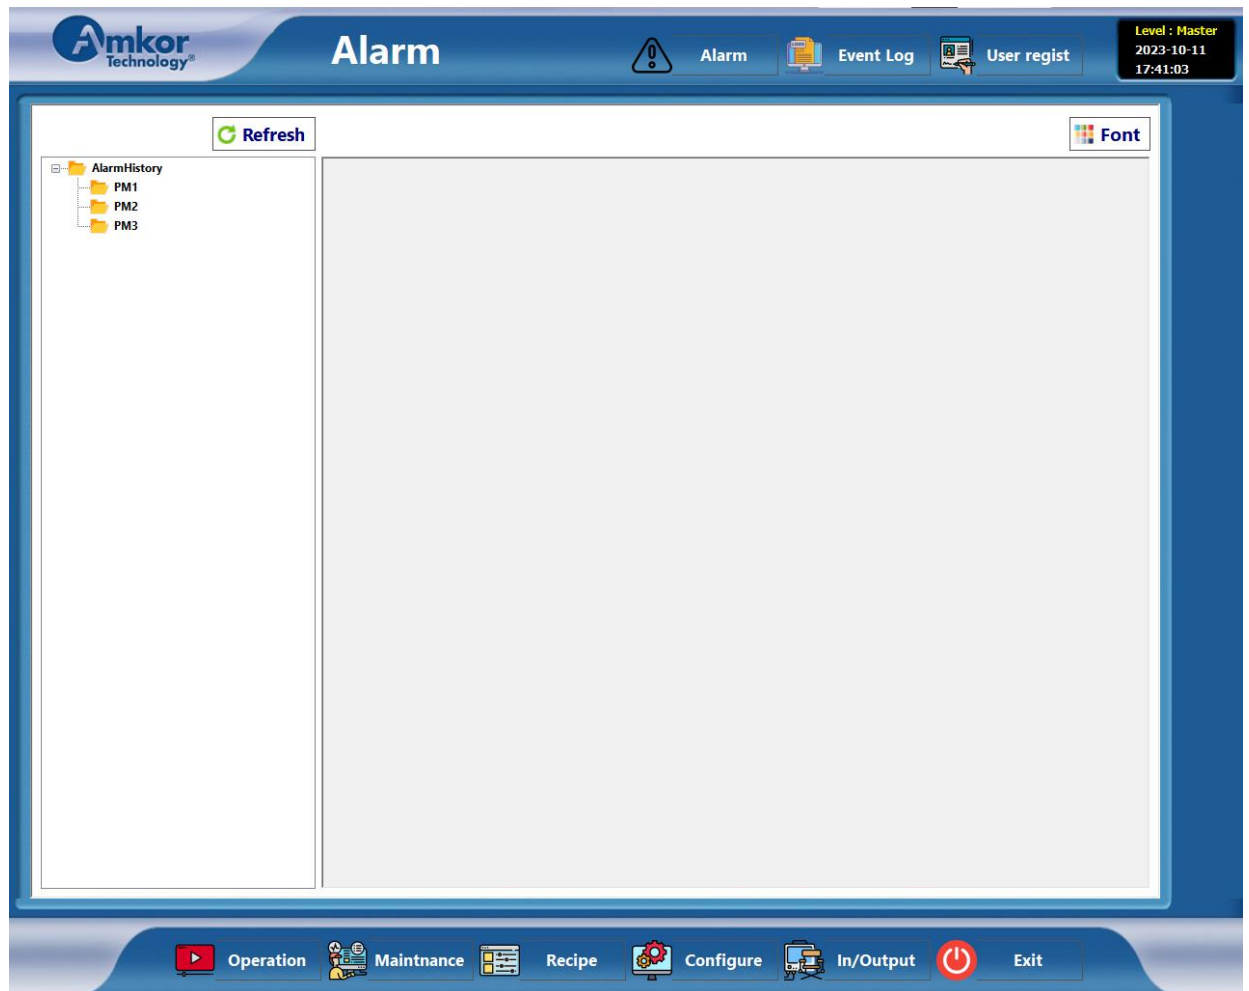 Amkor
Technology®
Alarm
Alarm
Event Log
User regist
Level : Master
2023-10-11
17:41:03
Refresh
Font
AlarmHistory
PM1
PM2
PM3
Operation
Maintnance
Recipe
Configure
In/Output
Exit